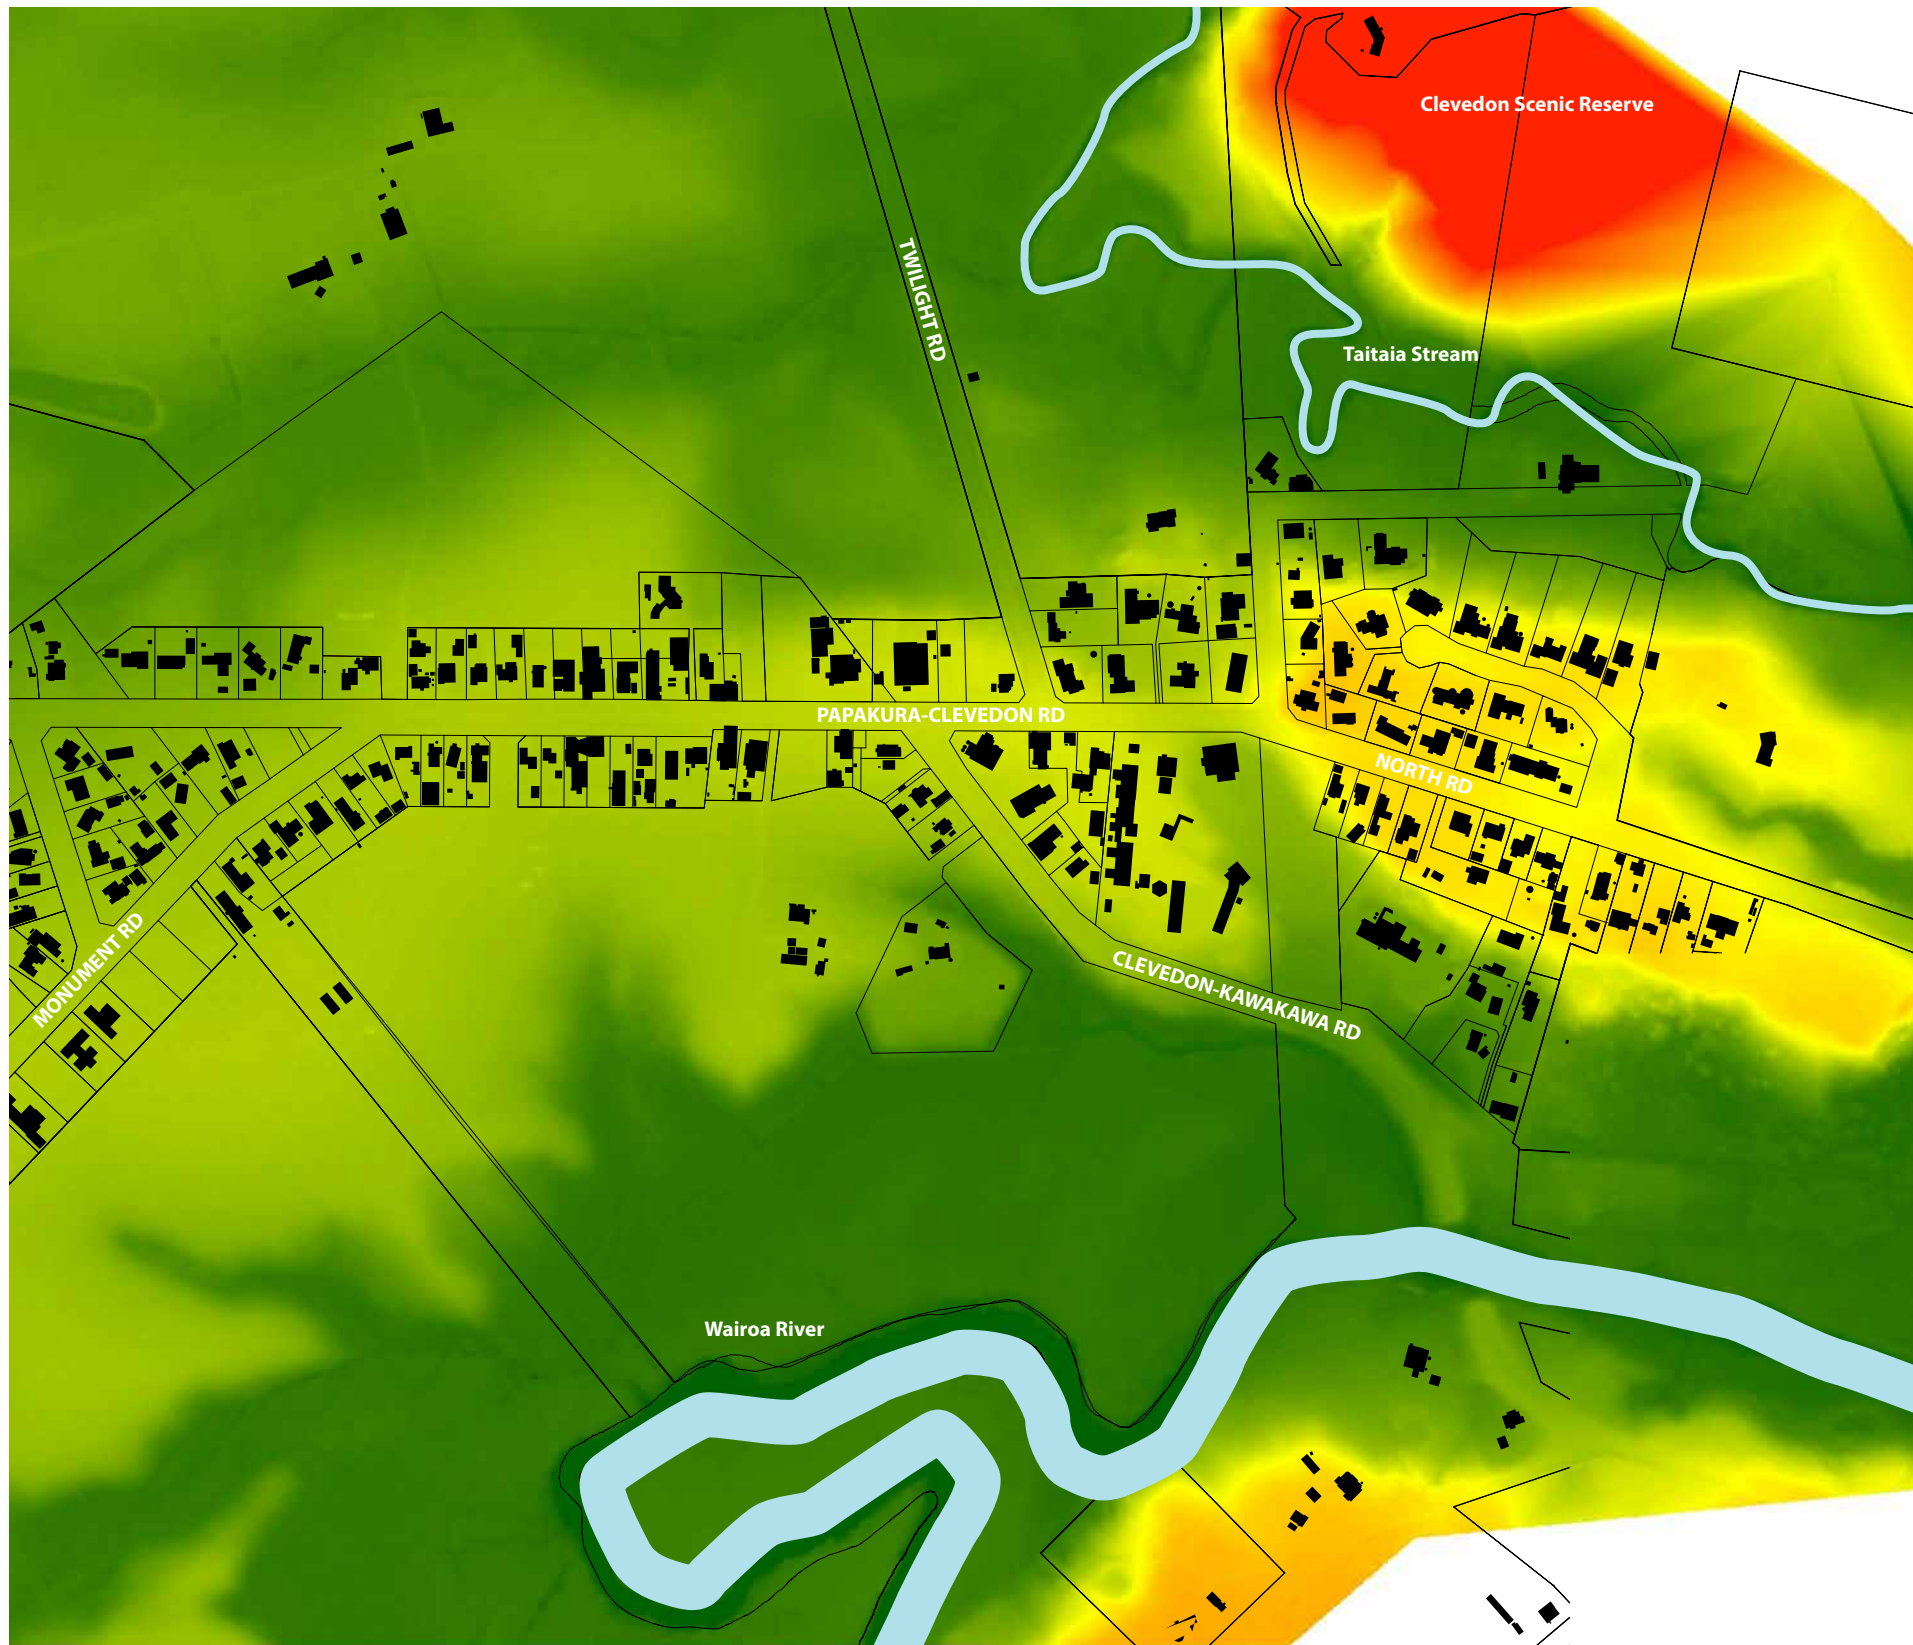 Clevedon Scenic Reserve
TWILIGHT RD
Taitaia Stream
PAPAKURA-CLEVEDON RD
NORTH RD
MONUMENT RD
CLEVEDON-KAWAKAWA RD
Wairoa River